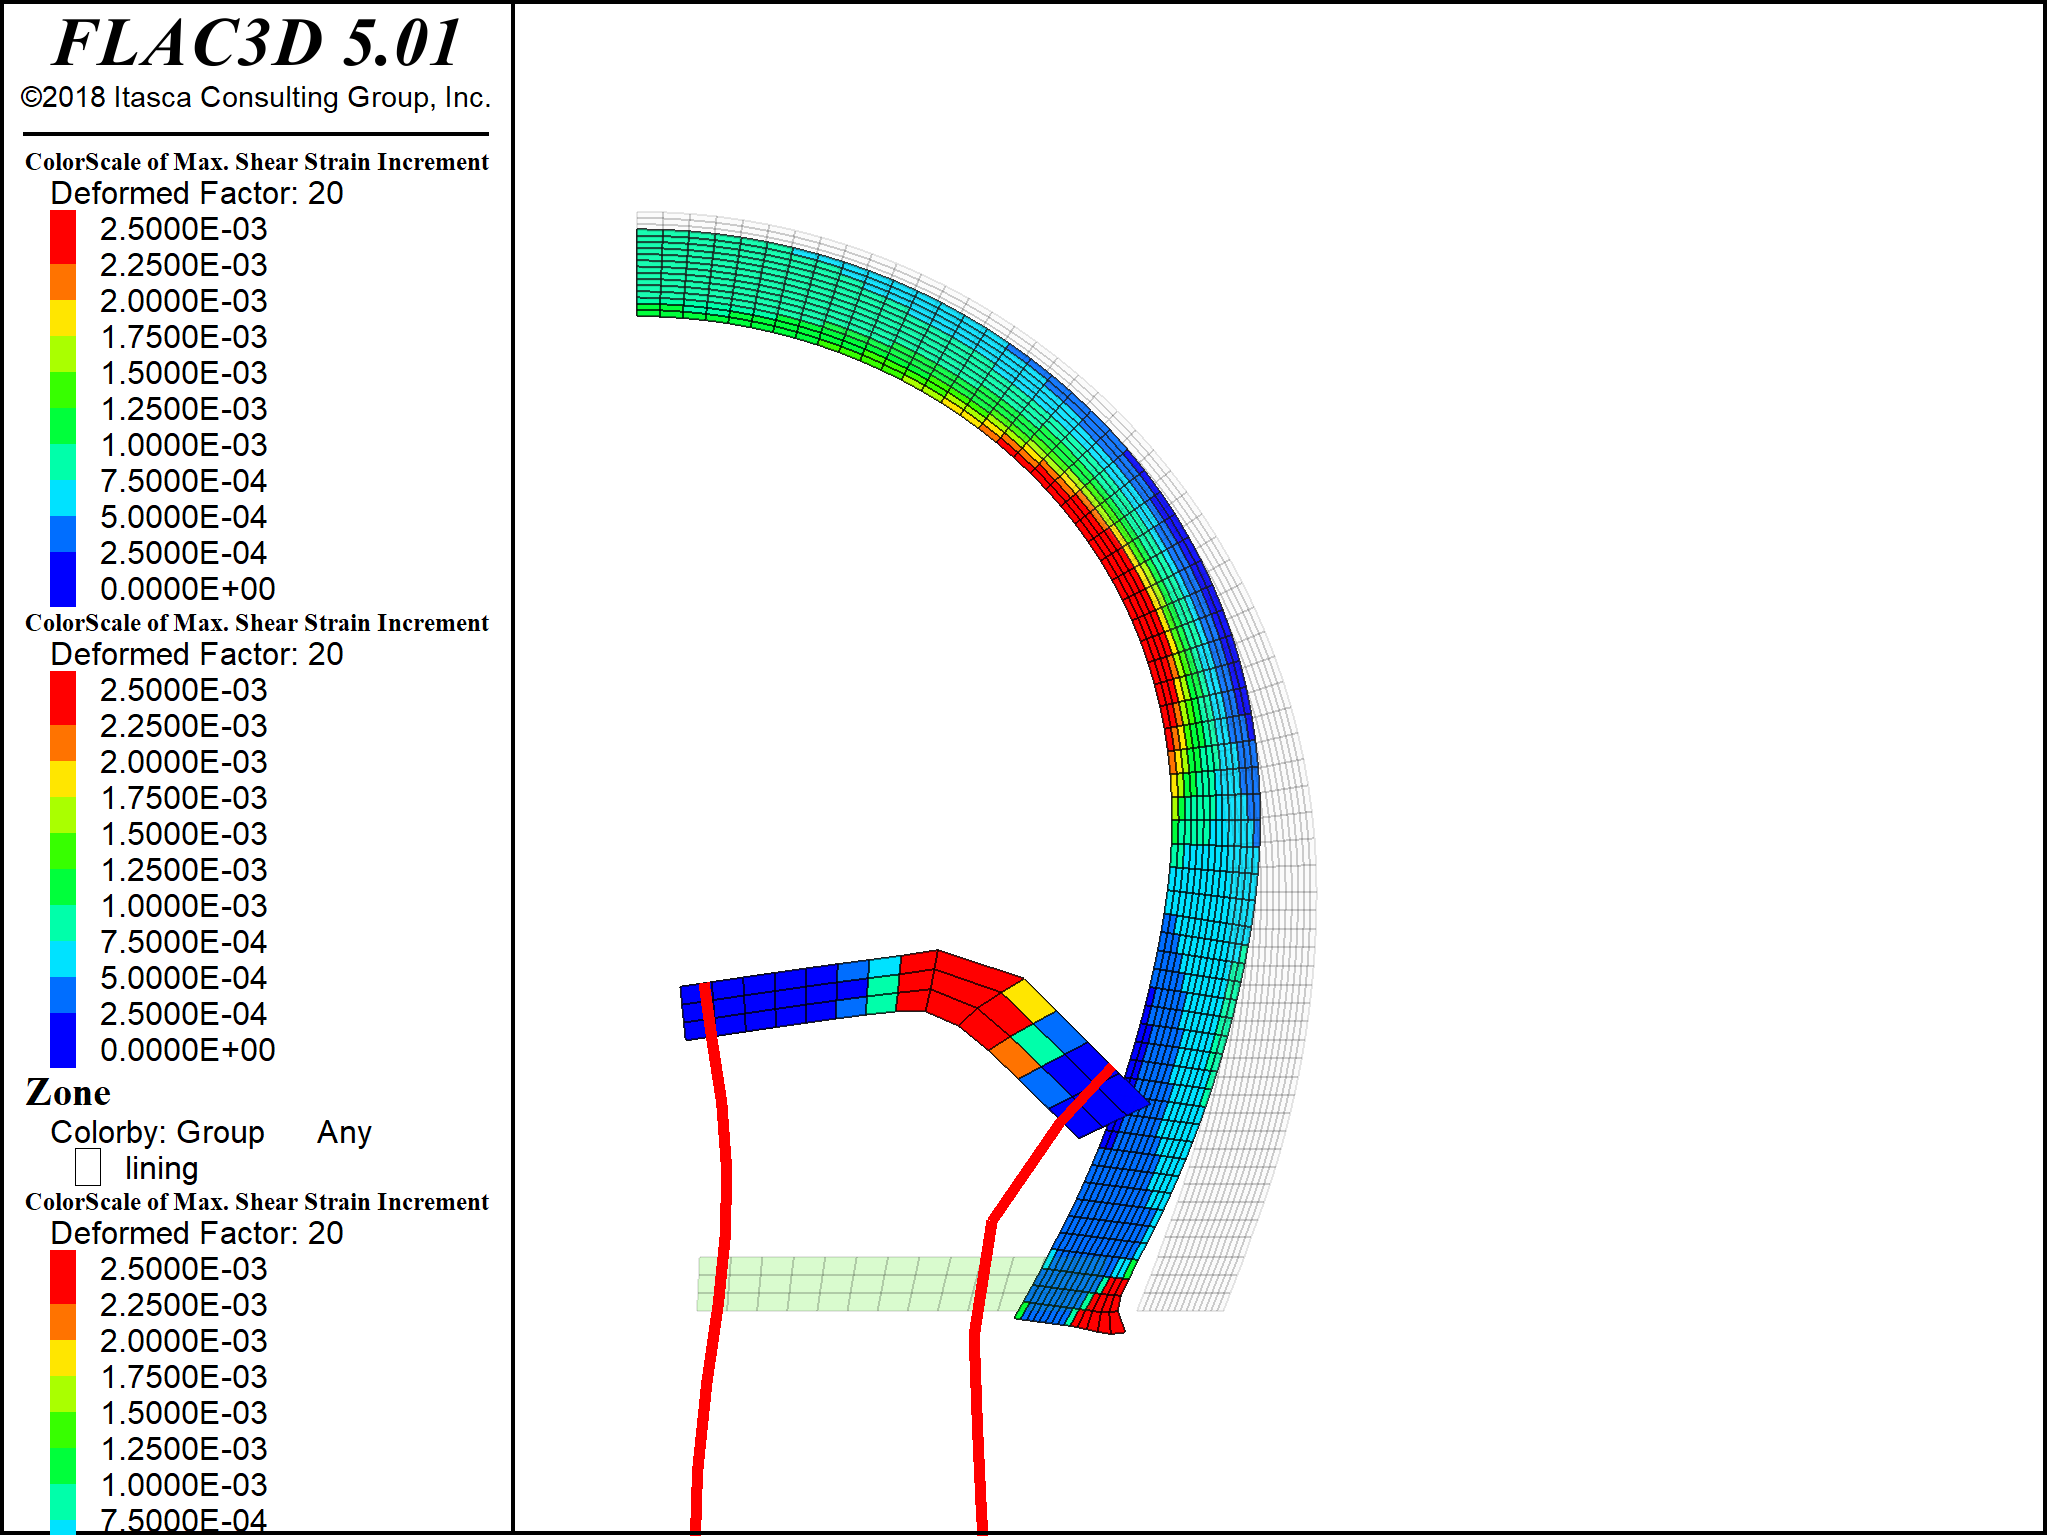 FLAC3D 5.01
©2018 Itasca Consulting Group, Inc.
ColorScale of Max. Shear Strain Increment
Deformed Factor: 20
2.5000E-03
2.2500E-03
2.0000E-03
1.7500E-03
1.5000E-03
1.2500E-03
1.0000E-03
7.5000E-04
5.0000E-04
2.5000E-04
0.0000E+00
ColorScale of Max. Shear Strain Increment
Deformed Factor: 20
2.5000E-03
2.2500E-03
2.0000E-03
1.7500E-03
1.5000E-03
1.2500E-03
1.0000E-03
7.5000E-04
5.0000E-04
2.5000E-04
0.0000E+00
Zone
Colorby: Group Any
lining
ColorScale of Max. Shear Strain Increment
Deformed Factor: 20
2.5000E-03
2.2500E-03
2.0000E-03
1.7500E-03
1.5000E-03
1.2500E-03
1.0000E-03
7.5000E-04